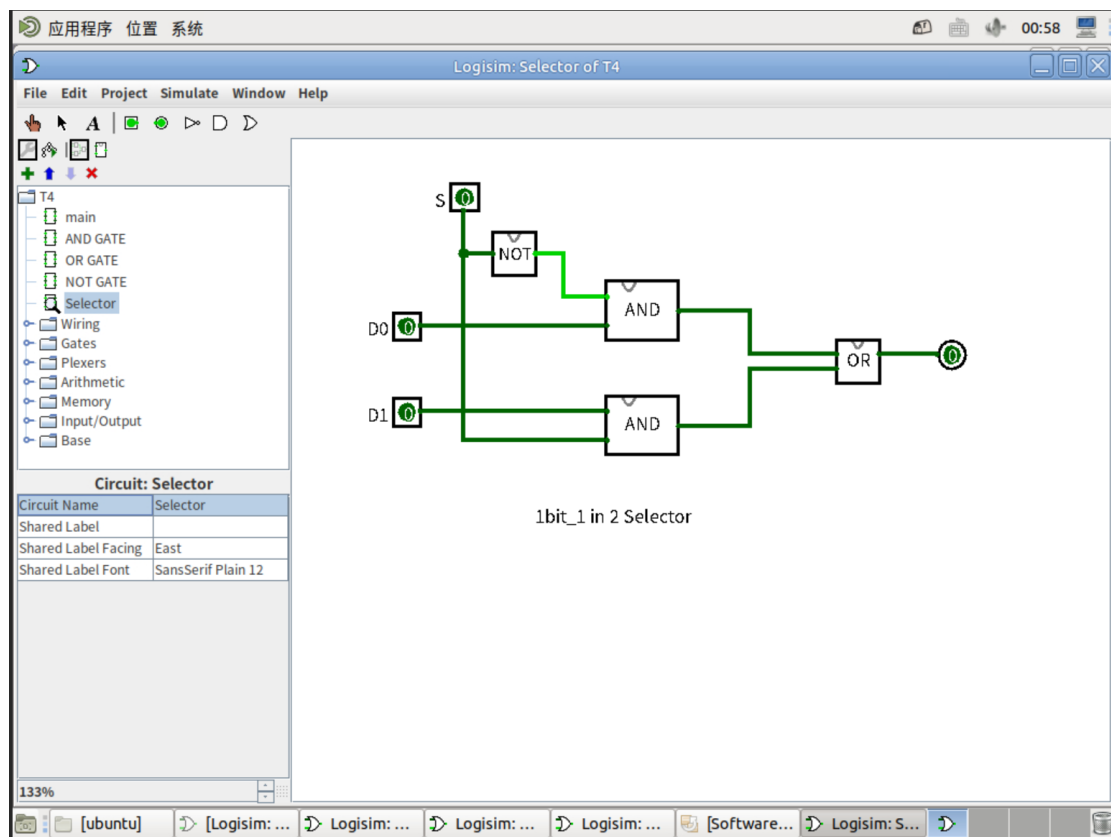 应用程序 位置 系统 00:58
Logisim: Selector of T4
File Edit Project Simulate Window Help
A
T4
main
AND GATE
OR GATE
NOT GATE
Selector
Wiring
Gates
Plexers
Arithmetic
Memory
Input/Output
Base
Circuit: Selector
Circuit Name Selector
Shared Label
Shared Label Facing East
Shared Label Font SansSerif Plain 12
133%
S 0
NOT
AND
D0 0
OR 0
D1 0
AND
1bit_1 in 2 Selector
[ubuntu] [Logisim: ... Logisim: ... Logisim: ... Logisim: ... [Software... Logisim: S...